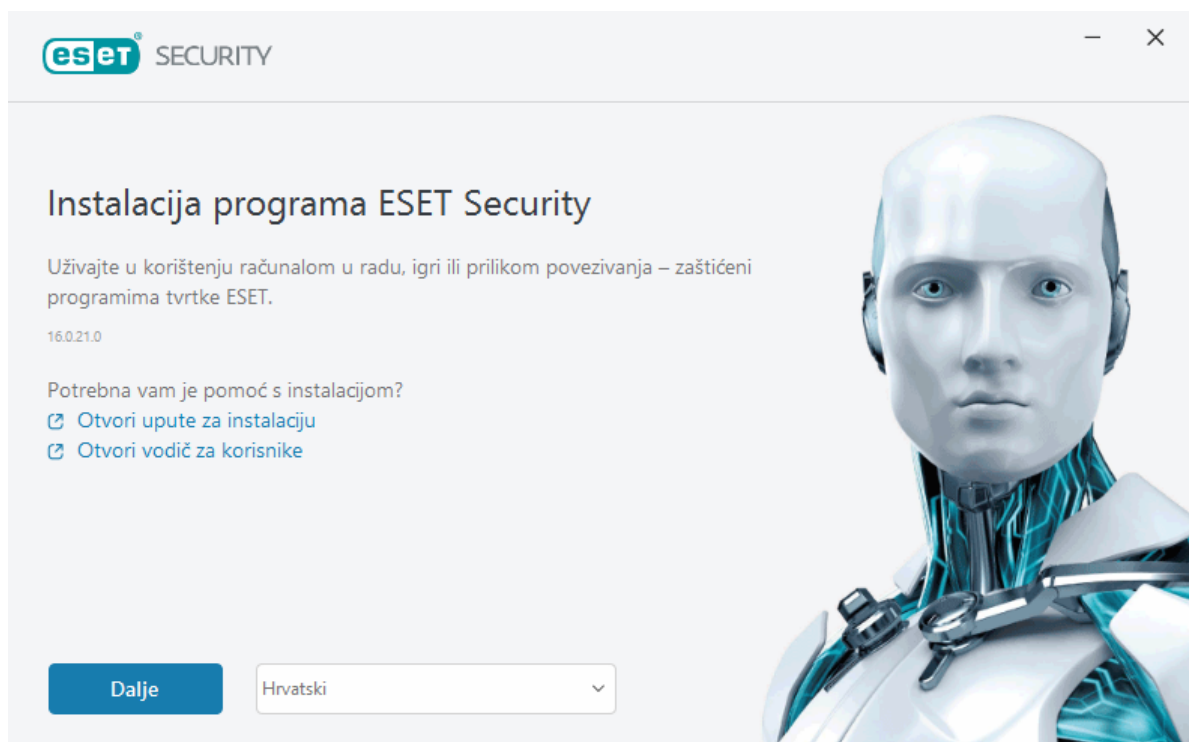 eset® SECURITY
Instalacija programa ESET Security
Uživajte u korištenju računalom u radu, igri ili prilikom povezivanja – zaštićeni
programima tvrtke ESET.
16.0.21.0
Potrebna vam je pomoć s instalacijom?
Otvori upute za instalaciju
Otvori vodič za korisnike
Dalje
Hrvatski